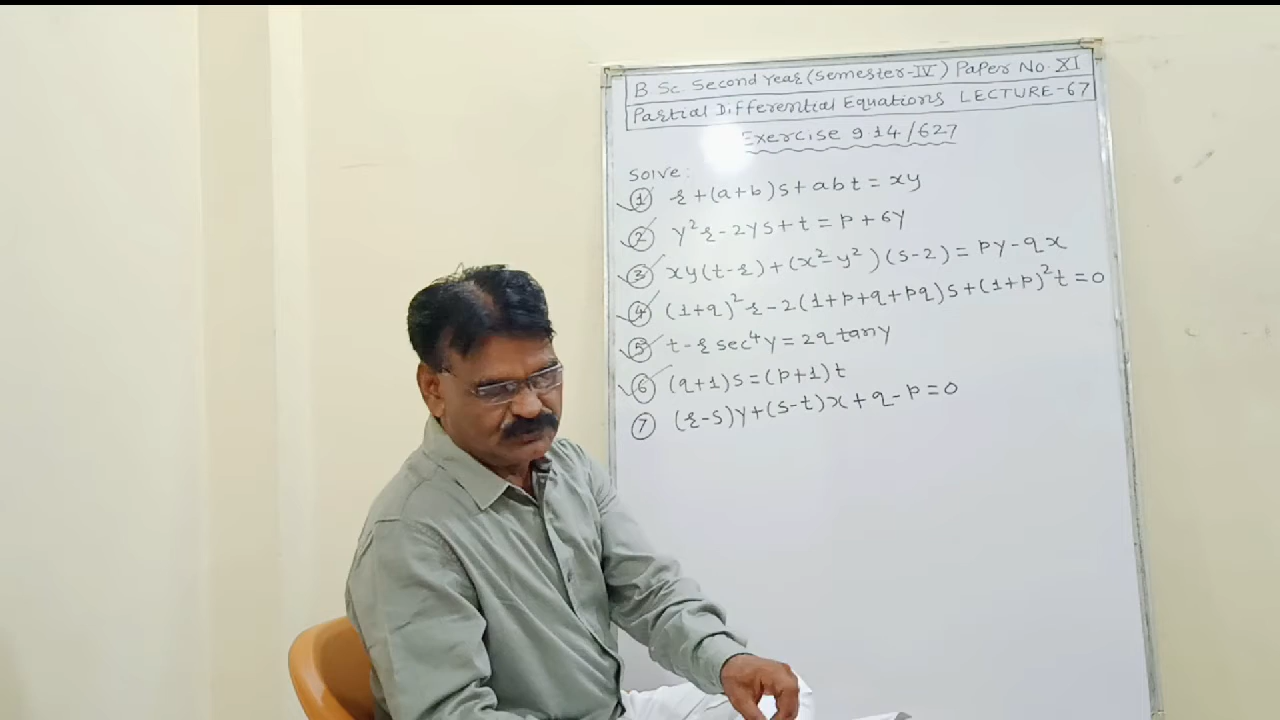 B Sc Second Year (Semester-IV) Paper No. XI
Partial Differential Equations LECTURE-67
Exercise 9.14/627
Solve:
① r+(a+b)s+abt=xy
② y²r-2ys+t=p+6y
③ xy(t-r)+(x²-y²)(s-2)=py-qx
④ (1+q)²r-2(1+p+q+pq)s+(1+p)²t=0
⑤ t-r sec⁴y=2q tany
⑥ (q+1)s=(p+1)t
⑦ (r-s)y+(s-t)x+q-p=0